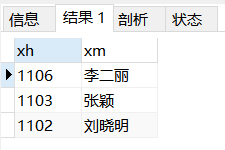 信息 结果 1 剖析 状态
xh xm
1106 李二丽
1103 张颖
1102 刘晓明